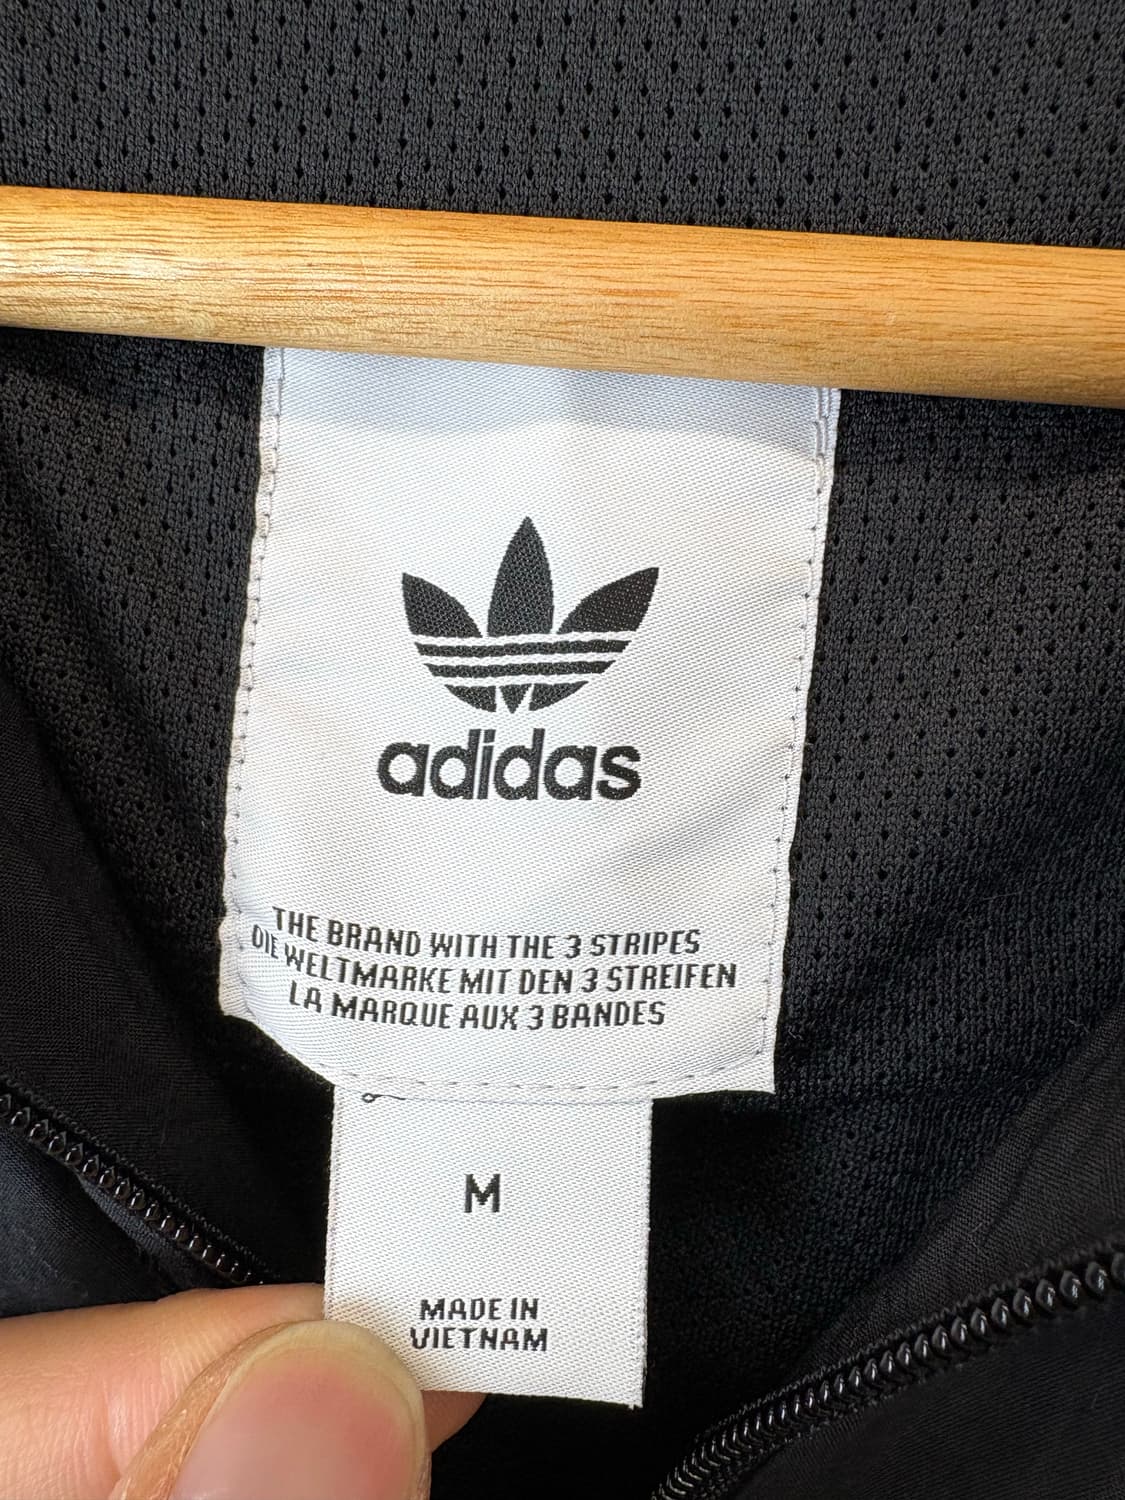 adidas
THE BRAND WITH THE 3 STRIPES
DIE WELTMARKE MIT DEN 3 STREIFEN
LA MARQUE AUX 3 BANDES
M
MADE IN
VIETNAM